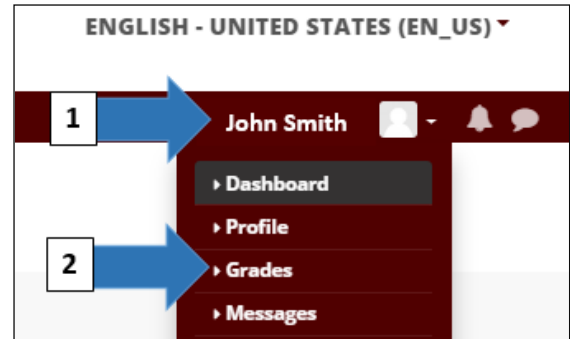 ENGLISH - UNITED STATES (EN_US)
1
John Smith
Dashboard
Profile
2
Grades
Messages